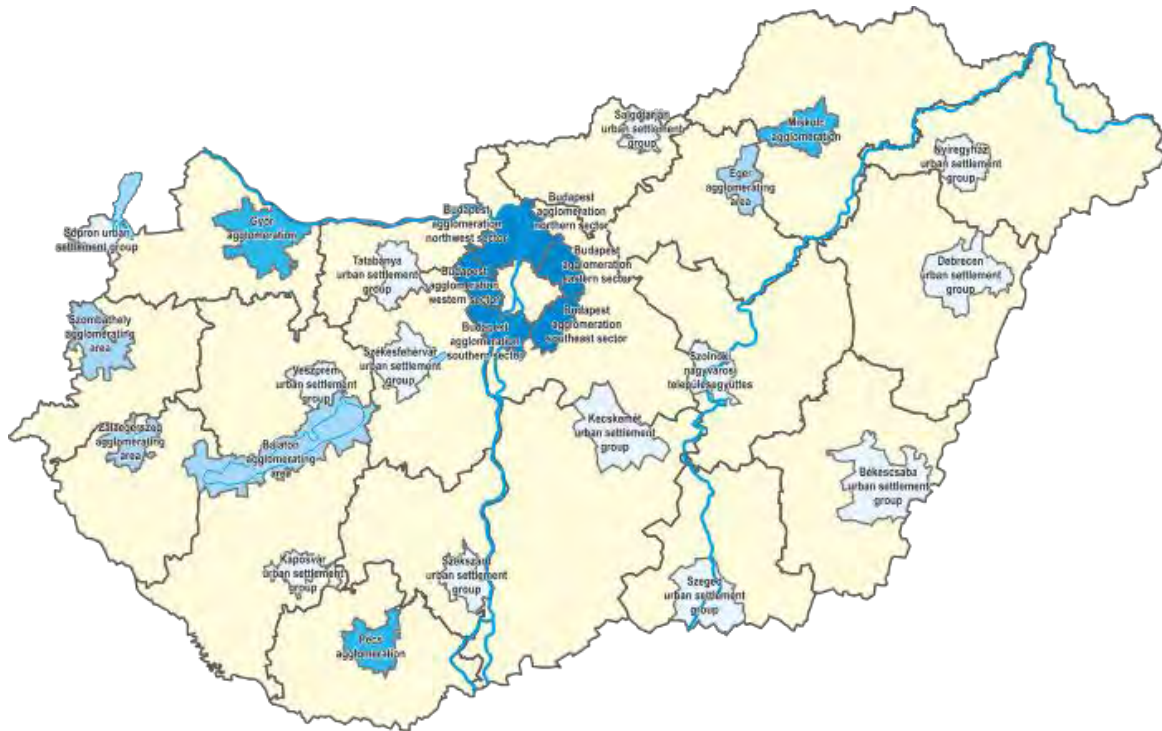 Salgótarján
urban settlement
group
Miskolc
agglomeration
Nyíregyház
urban settlement
group
Eger
agglomerating
area
Budapest
agglomeration
northwest sector
Budapest
agglomeration
northern sector
Sopron urban
settlement group
Győr
agglomeration
Tatabánya
urban settlement
group
Budapest
agglomeration
western sector
Budapest
agglomeration
eastern sector
Debrecen
urban settlement
group
Szombathely
agglomerating
area
Budapest
agglomeration
southern sector
Budapest
agglomeration
southeast sector
Székesfehérvár
urban settlement
group
Szolnoki
nagyvárosi
településegyüttes
Veszprém
urban settlement
group
Zalaegerszeg
agglomerating
area
Balaton
agglomerating
area
Kecskemét
urban settlement
group
Békéscsaba
urban settlement
group
Kaposvár
urban settlement
group
Szekszárd
urban settlement
group
Szeged
urban settlement
group
Pécs
agglomeration